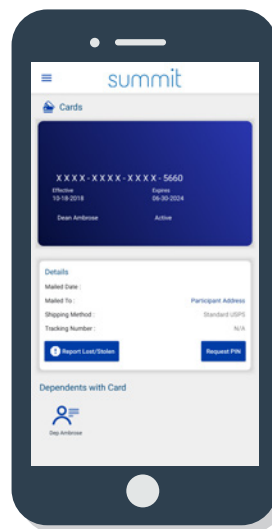 summit
Cards
XXXX-XXXX-XXXX-5660
Effective Expires
10-18-2018 06-30-2024
Dean Ambrose Active
Details
Mailed Date :
Mailed To : Participant Address
Shipping Method : Standard USPS
Tracking Number : N/A
Report Lost/Stolen Request PIN
Dependents with Card
Dep Ambrose